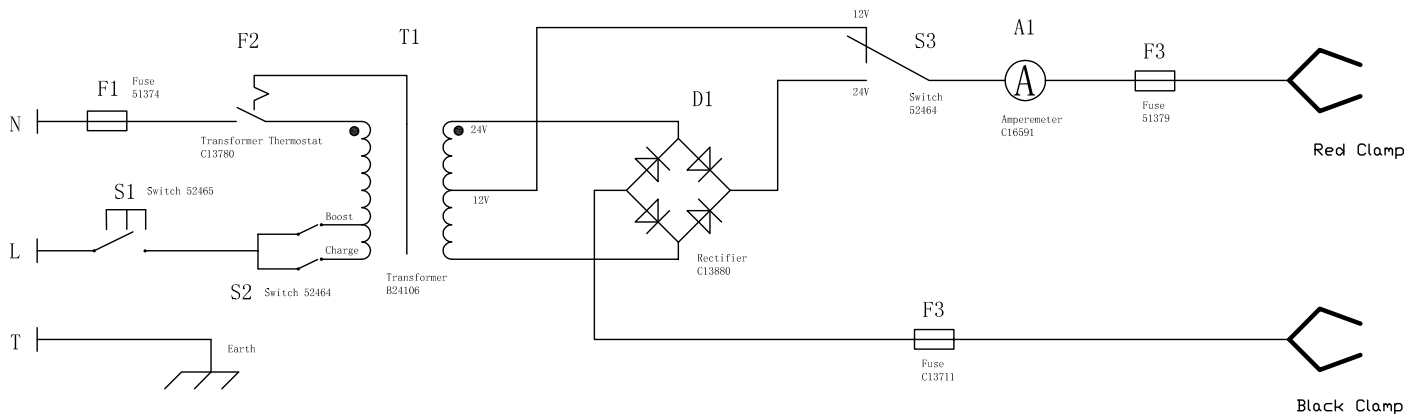 12V
A1
F2
T1
S3
F3
F1
Fuse
51374
D1
24V
Switch
52464
Fuse
51379
Amperemeter
C16591
A
N
24V
Transformer Thermostat
C13780
Red Clamp
S1
Switch 52465
12V
Boost
L
Charge
Rectifier
C13880
Transformer
B24106
S2
Switch 52464
F3
T
Earth
Fuse
C13711
Black Clamp